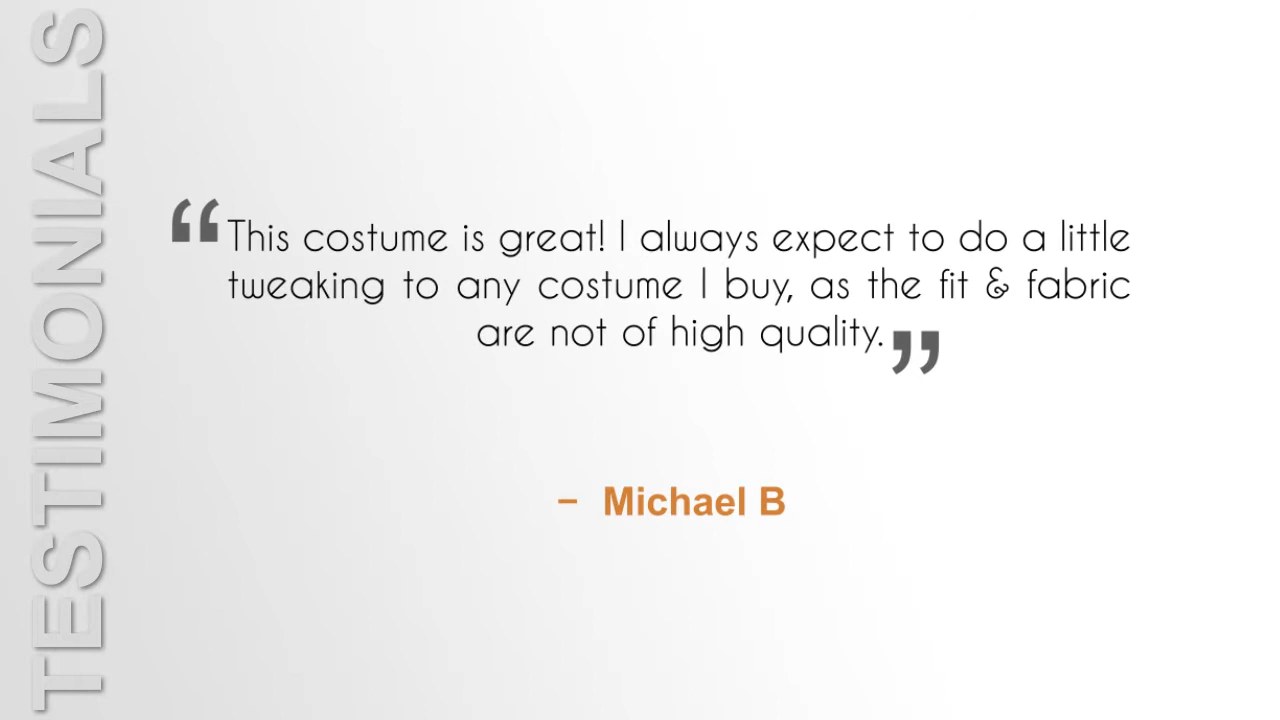 TESTIMONIALS
“This costume is great! I always expect to do a little
tweaking to any costume I buy, as the fit & fabric
are not of high quality.”
– Michael B